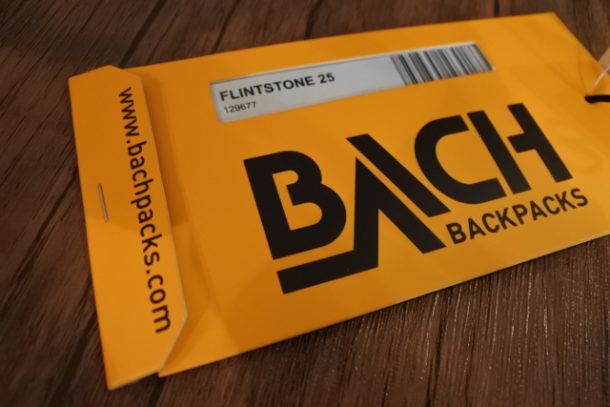 FLINTSTONE 25
129677
BACH
BACKPACKS
www.bachpacks.com